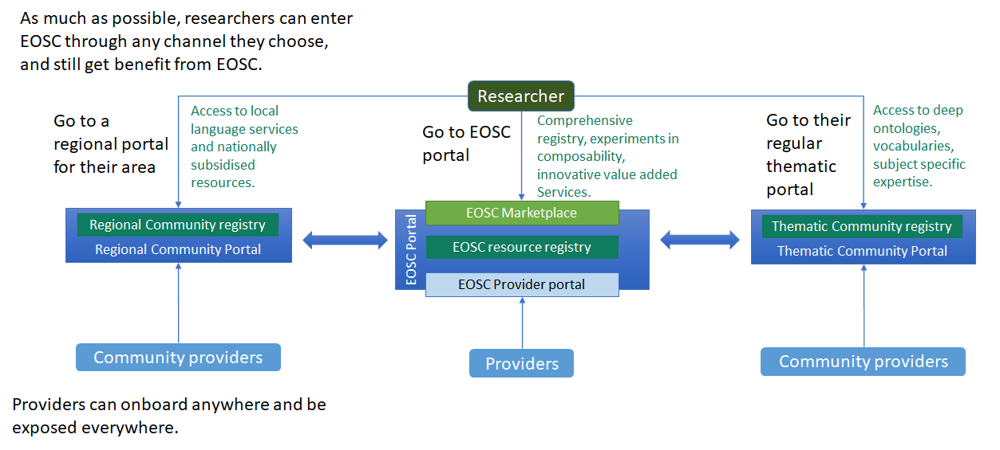 As much as possible, researchers can enter
EOSC through any channel they choose,
and still get benefit from EOSC.
Researcher
Go to a
regional portal
for their area
Access to local
language services
and nationally
subsidised
resources.
Go to EOSC
portal
Comprehensive
registry, experiments in
composability,
innovative value added
Services.
Go to their
regular
thematic
portal
Access to deep
ontologies,
vocabularies,
subject specific
expertise.
Regional Community registry
Regional Community Portal
EOSC Portal
EOSC Marketplace
EOSC resource registry
EOSC Provider portal
Thematic Community registry
Thematic Community Portal
Community providers
Providers
Community providers
Providers can onboard anywhere and be
exposed everywhere.